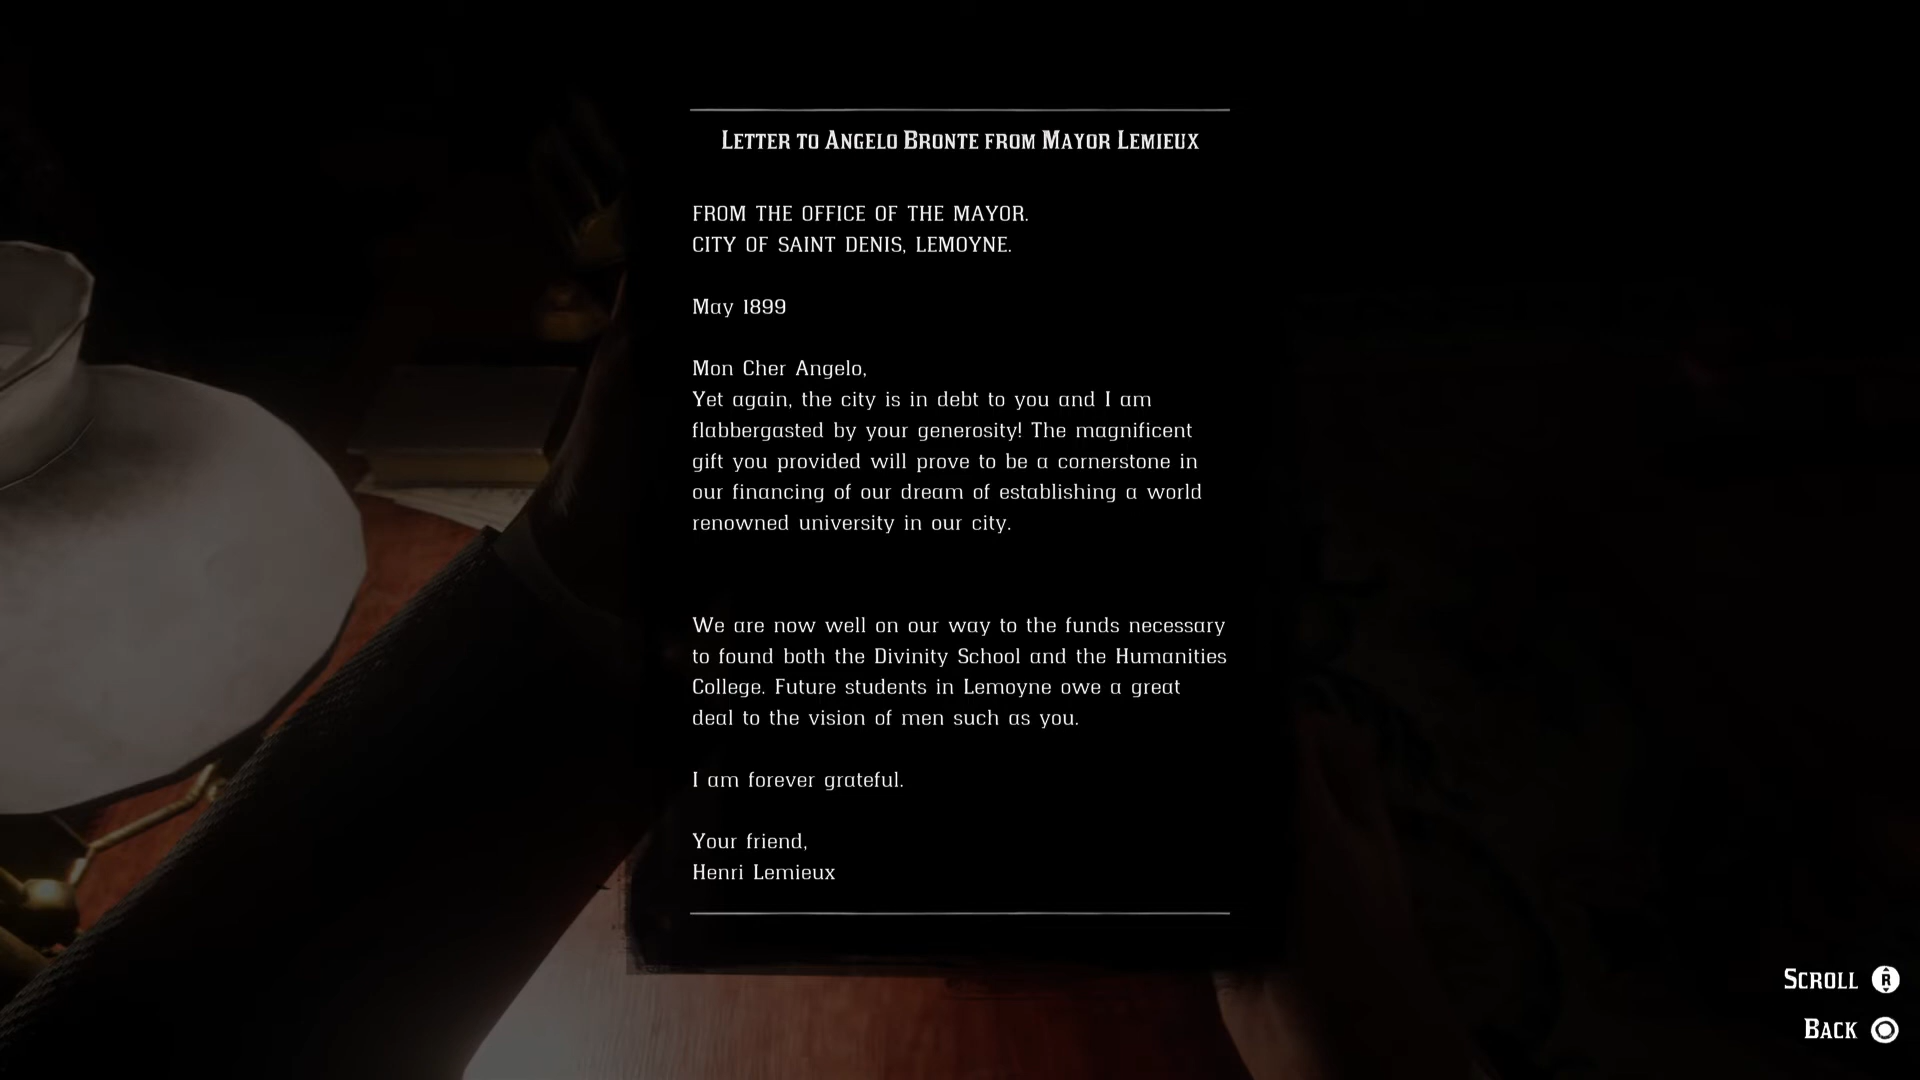 Letter to Angelo Bronte from Mayor Lemieux
FROM THE OFFICE OF THE MAYOR.
CITY OF SAINT DENIS, LEMOYNE.
May 1899
Mon Cher Angelo,
Yet again, the city is in debt to you and I am
flabbergasted by your generosity! The magnificent
gift you provided will prove to be a cornerstone in
our financing of our dream of establishing a world
renowned university in our city.
We are now well on our way to the funds necessary
to found both the Divinity School and the Humanities
College. Future students in Lemoyne owe a great
deal to the vision of men such as you.
I am forever grateful.
Your friend,
Henri Lemieux
Scroll R
Back